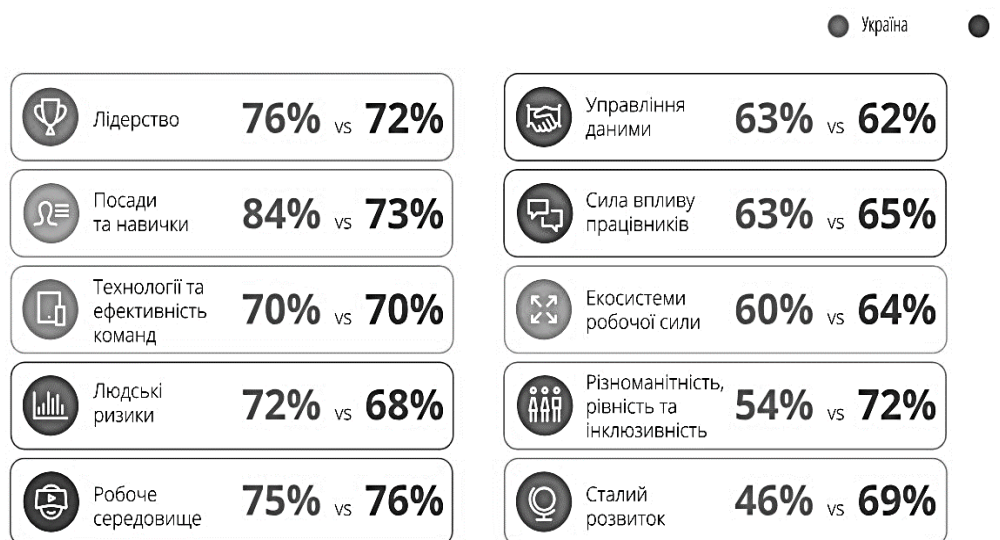 Україна
Лідерство 76% vs 72%
Посади
та навички 84% vs 73%
Технології та
ефективність
команд 70% vs 70%
Людські
ризики 72% vs 68%
Робоче
середовище 75% vs 76%
Управління
даними 63% vs 62%
Сила впливу
працівників 63% vs 65%
Екосистеми
робочої сили 60% vs 64%
Різноманітність,
рівність та
інклюзивність 54% vs 72%
Сталий
розвиток 46% vs 69%